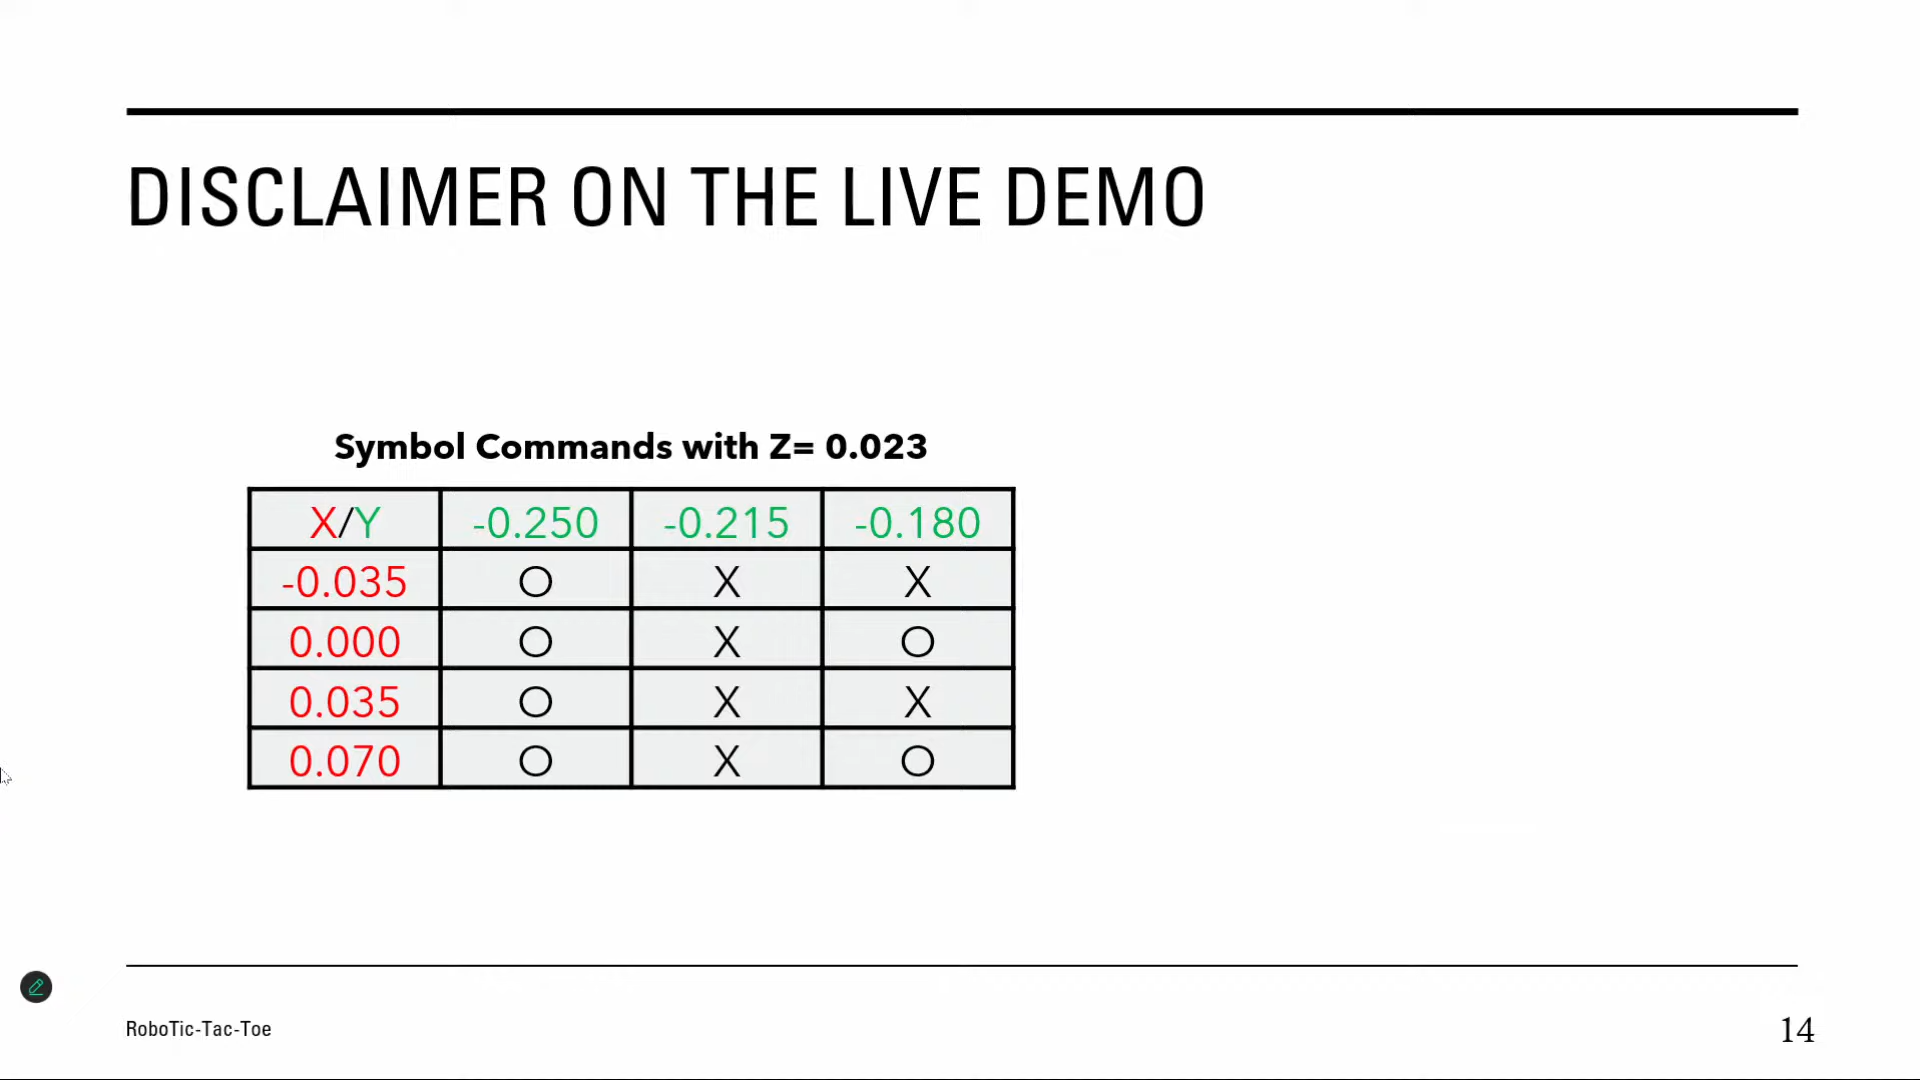 DISCLAIMER ON THE LIVE DEMO
Symbol Commands with Z= 0.023
X/Y -0.250 -0.215 -0.180
-0.035 O X X
0.000 O X O
0.035 O X X
0.070 O X O
RoboTic-Tac-Toe
14